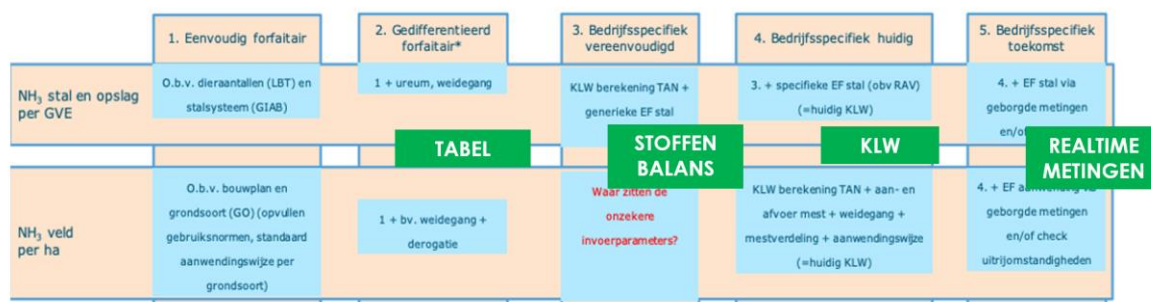 1. Eenvoudig forfaitair
2. Gedifferentieerd
forfaitair*
3. Bedrijfsspecifiek
vereenvoudigd
4. Bedrijfsspecifiek huidig
5. Bedrijfsspecifiek
toekomst
NH₃ stal en opslag
per GVE
O.b.v. dieraantallen (LBT) en
stalsysteem (GIAB)
1 + ureum, weidegang
KLW berekening TAN +
generieke EF stal
3. + specifieke EF stal (obv RAV)
(=huidig KLW)
4. + EF stal via
geborgde metingen
en/of
TABEL
STOFFEN
BALANS
KLW
REALTIME
METINGEN
NH₃ veld
per ha
O.b.v. bouwplan en
grondsoort (GO) (opvullen
gebruiksnormen, standaard
aanwendingswijze per
grondsoort)
1 + bv. weidegang +
derogatie
Waar zitten de
onzekere
invoerparameters?
KLW berekening TAN + aan- en
afvoer mest + weidegang +
mestverdeling + aanwendingswijze
(=huidig KLW)
4. + EF
geborgde metingen
en/of check
uitrijomstandigheden